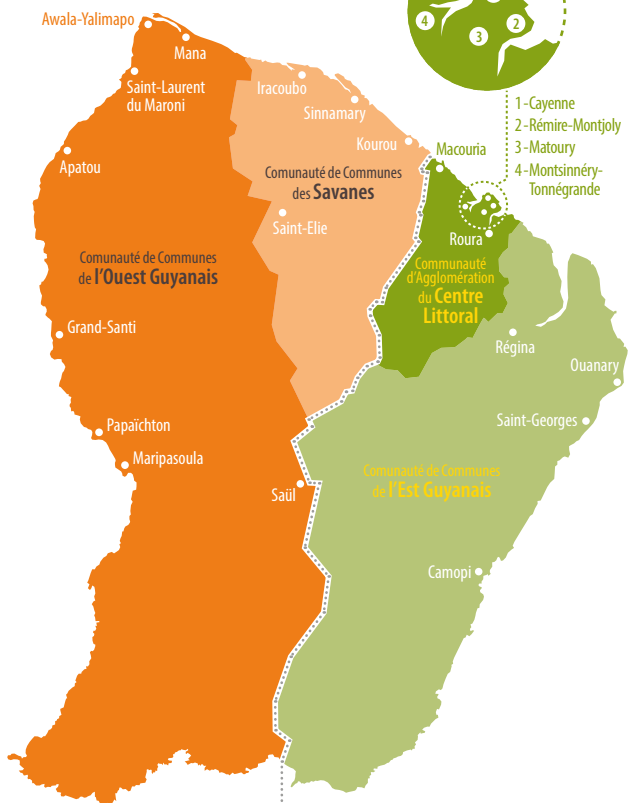 Awala-Yalimapo
Mana
Saint-Laurent
du Maroni
Apatou
Iracoubo
Sinnamary
Kourou
Comunauté de Communes
des Savanes
Saint-Elie
4
3
2
1-Cayenne
2-Rémire-Montjoly
3-Matoury
4-Montsinnéry-
Tonnégrande
Macouria
Roura
Communauté
d'Agglomération
du Centre
Littoral
Comunauté de Communes
de l'Ouest Guyanais
Grand-Santi
Papaïchton
Maripasoula
Saül
Régina
Ouanary
Saint-Georges
Comunauté de Communes
de l'Est Guyanais
Camopi